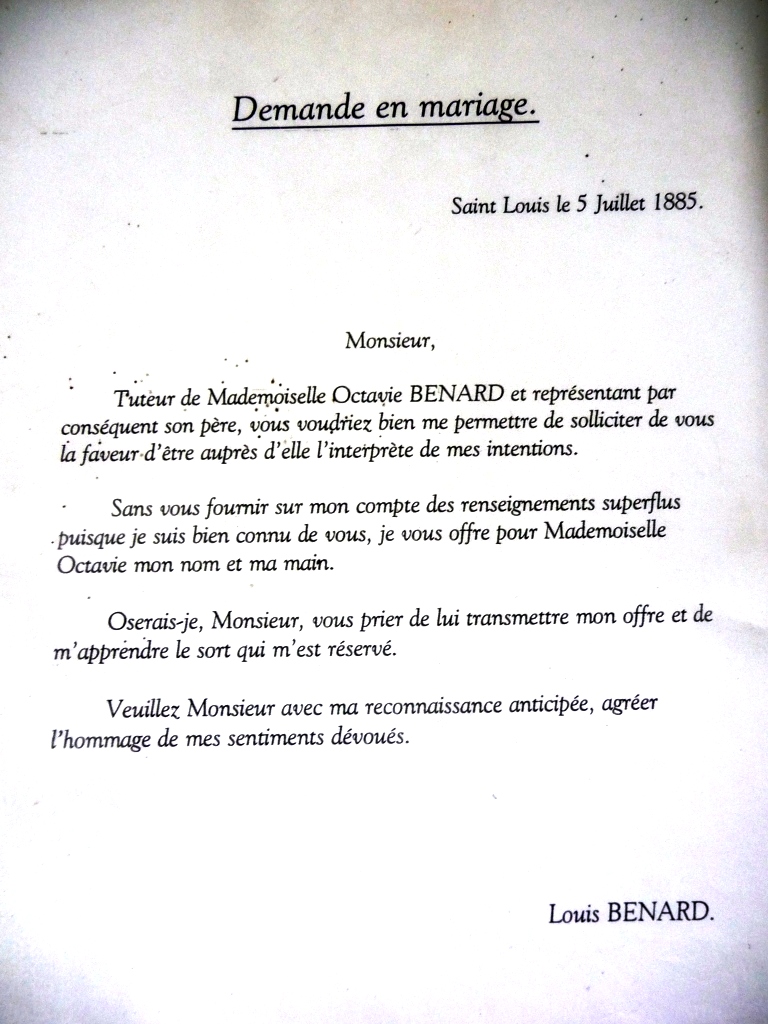 Demande en mariage.
Saint Louis le 5 Juillet 1885.
Monsieur,
Tuteur de Mademoiselle Octavie BENARD et représentant par
conséquent son père, vous voudriez bien me permettre de solliciter de vous
la faveur d'être auprès d'elle l'interprète de mes intentions.
Sans vous fournir sur mon compte des renseignements superflus
puisque je suis bien connu de vous, je vous offre pour Mademoiselle
Octavie mon nom et ma main.
Oserais-je, Monsieur, vous prier de lui transmettre mon offre et de
m'apprendre le sort qui m'est réservé.
Veuillez Monsieur avec ma reconnaissance anticipée, agréer
l'hommage de mes sentiments dévoués.
Louis BENARD.